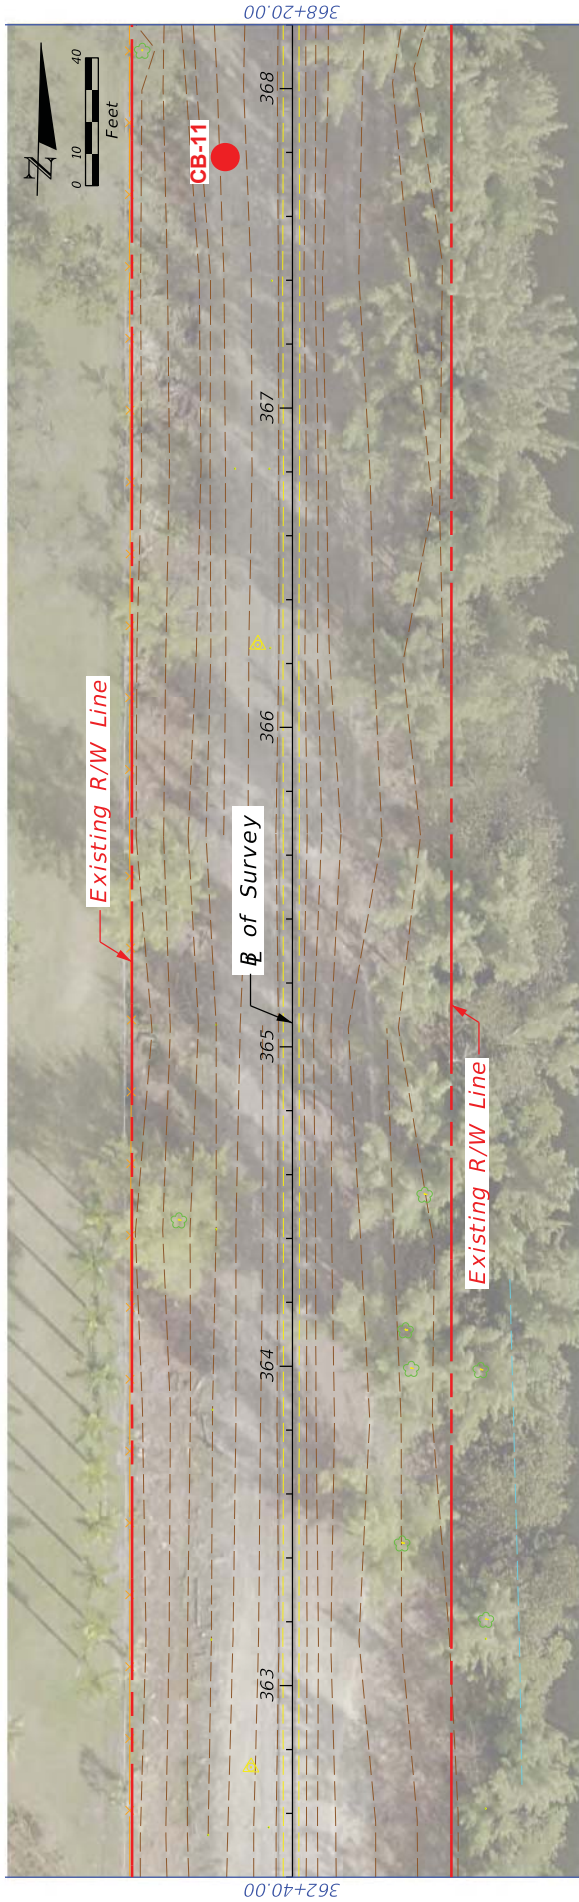 368+20.00
0 10 40
Feet
N
368
CB-11
367
366
Existing R/W Line
BL of Survey
365
Existing R/W Line
364
363
362+40.00